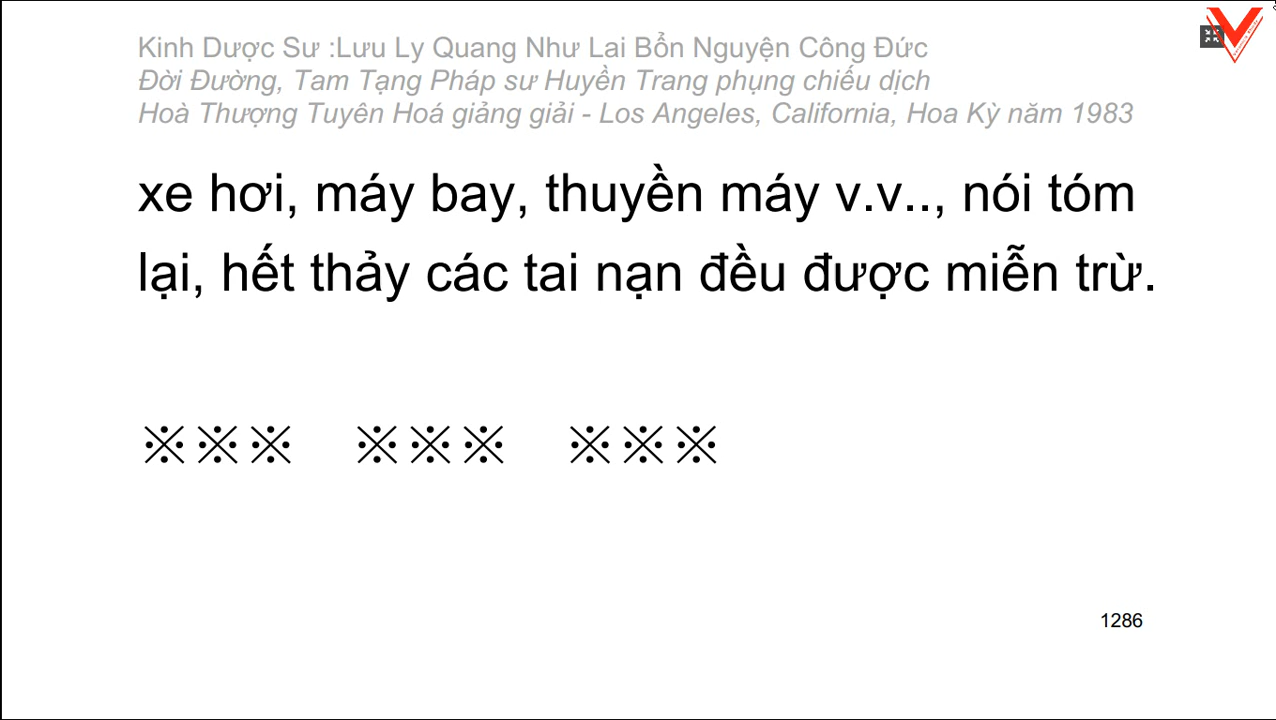 Kinh Dược Sư :Lưu Ly Quang Như Lai Bổn Nguyện Công Đức
Đời Đường, Tam Tạng Pháp sư Huyền Trang phụng chiếu dịch
Hoà Thượng Tuyên Hoá giảng giải - Los Angeles, California, Hoa Kỳ năm 1983
xe hơi, máy bay, thuyền máy v.v.., nói tóm
lại, hết thảy các tai nạn đều được miễn trừ.
※※※ ※※※ ※※※
1286